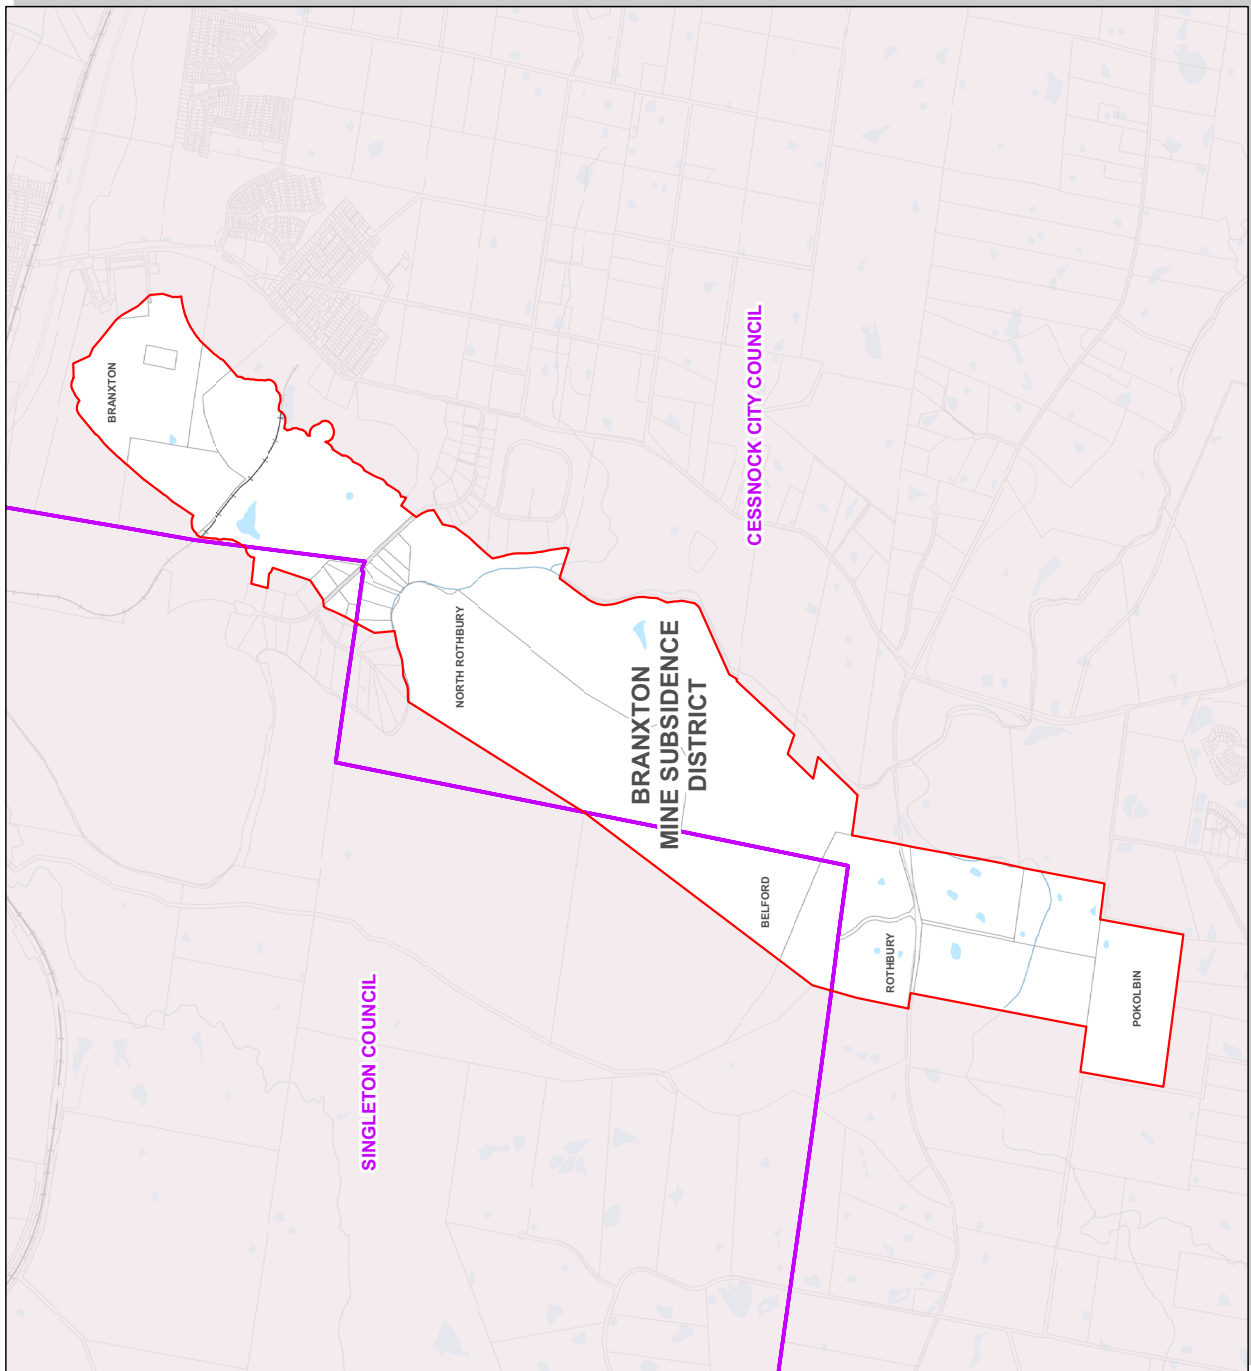 BRANXTON
CESSNOCK CITY COUNCIL
NORTH ROTHBURY
BRANXTON
MINE SUBSIDENCE
DISTRICT
BELFORD
ROTHBURY
POKOLBIN
SINGLETON COUNCIL